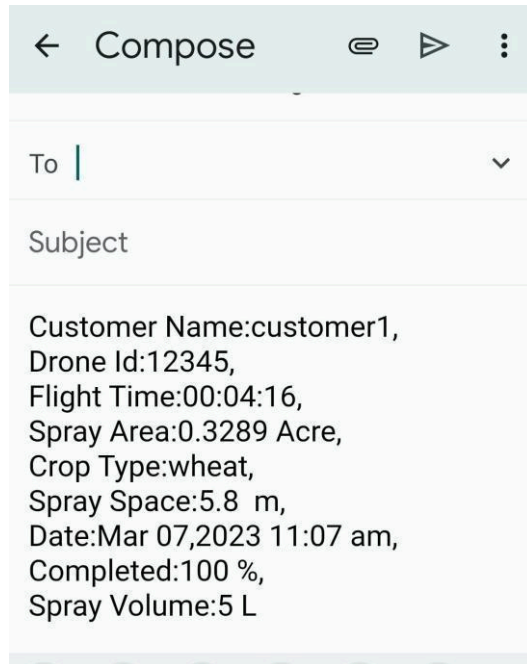 Compose
To
Subject
Customer Name:customer1,
Drone Id:12345,
Flight Time:00:04:16,
Spray Area:0.3289 Acre,
Crop Type:wheat,
Spray Space:5.8  m,
Date:Mar 07,2023 11:07 am,
Completed:100 %,
Spray Volume:5 L